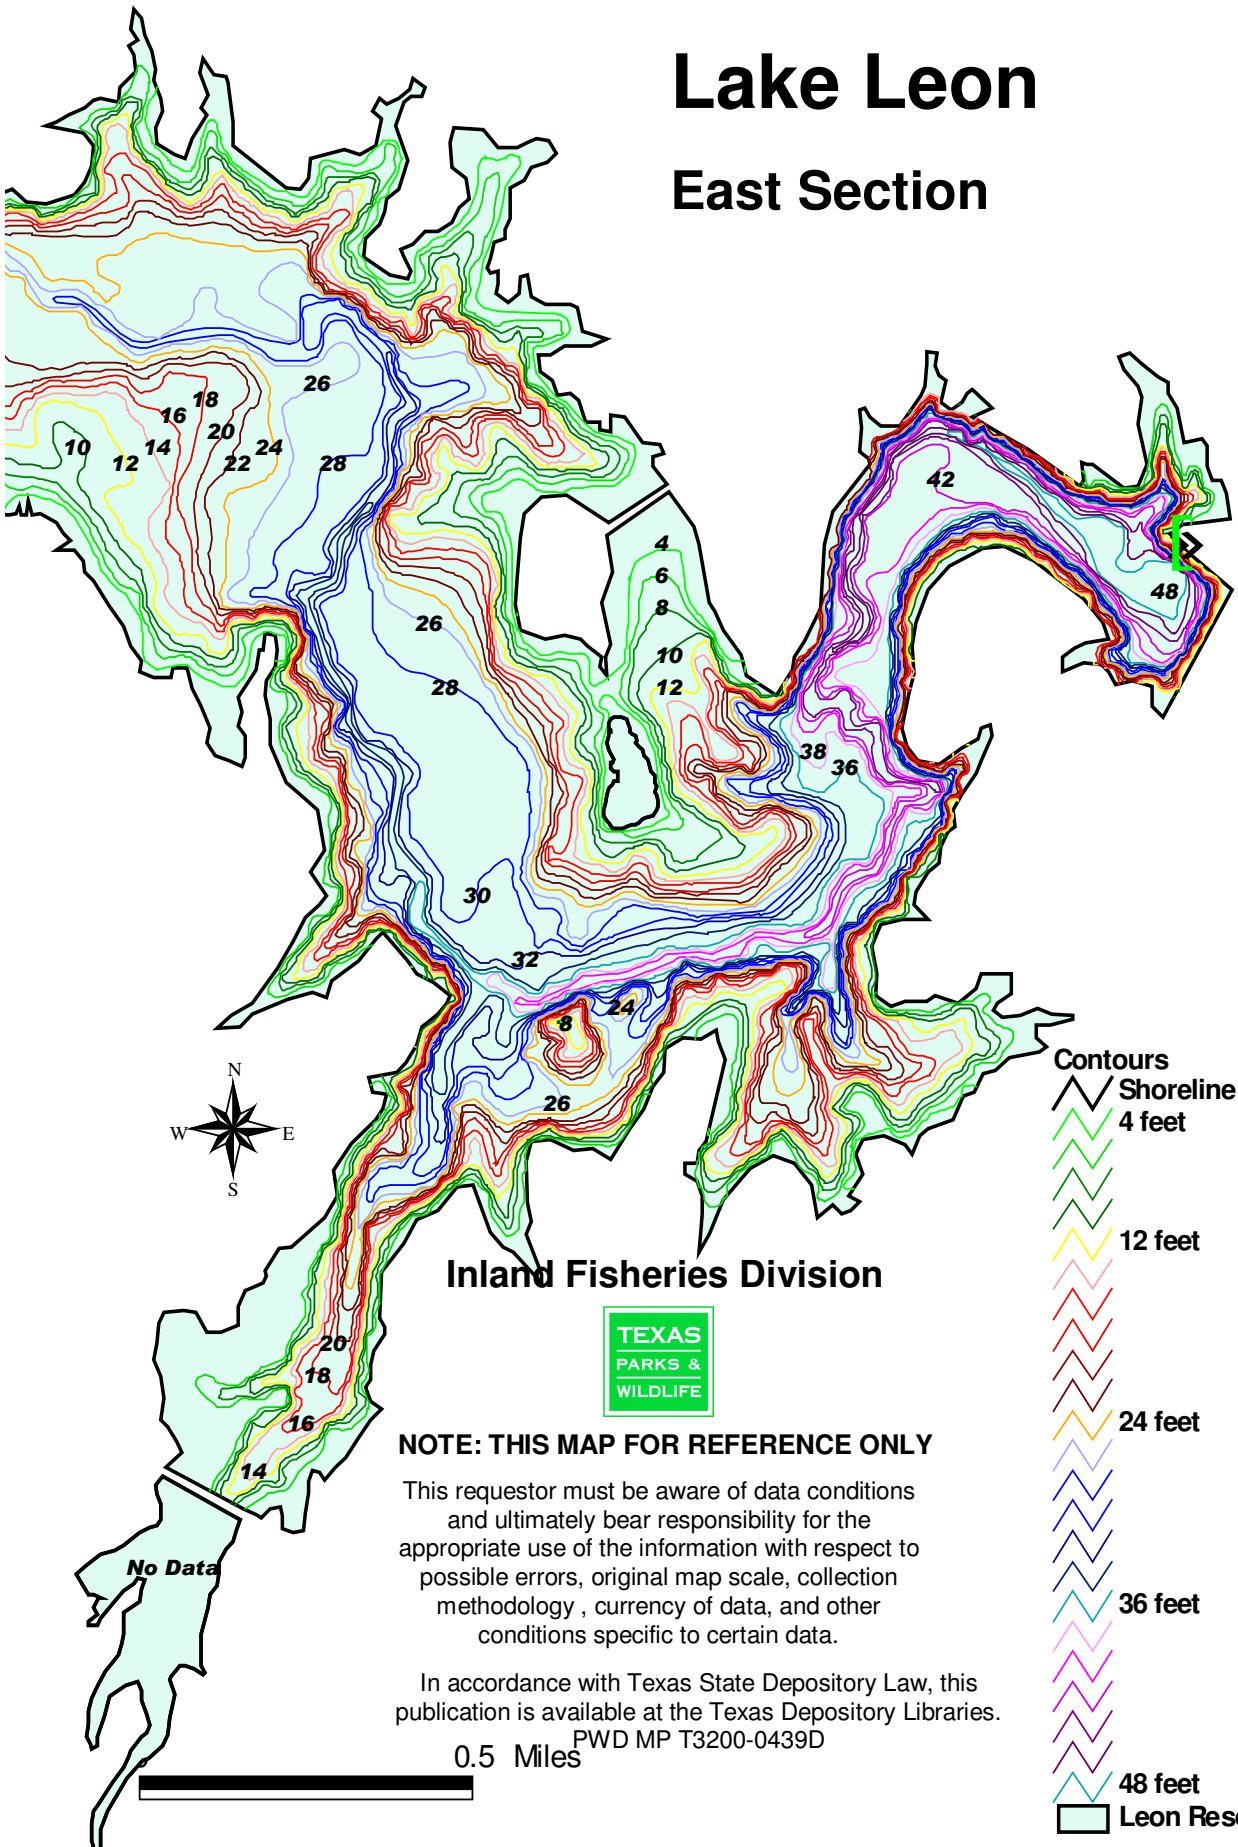 Lake Leon
East Section
26
18
16
20
10
14
24
12
22
28
42
4
6
8
10
12
48
26
28
38
36
30
32
24
8
26
N
W
E
S
20
18
16
14
No Data
Contours
Shoreline
4 feet
12 feet
24 feet
36 feet
48 feet
Leon Rese
Inland Fisheries Division
TEXAS
PARKS &
WILDLIFE
NOTE: THIS MAP FOR REFERENCE ONLY
This requestor must be aware of data conditions
and ultimately bear responsibility for the
appropriate use of the information with respect to
possible errors, original map scale, collection
methodology , currency of data, and other
conditions specific to certain data.
In accordance with Texas State Depository Law, this
publication is available at the Texas Depository Libraries.
PWD MP T3200-0439D
0.5 Miles